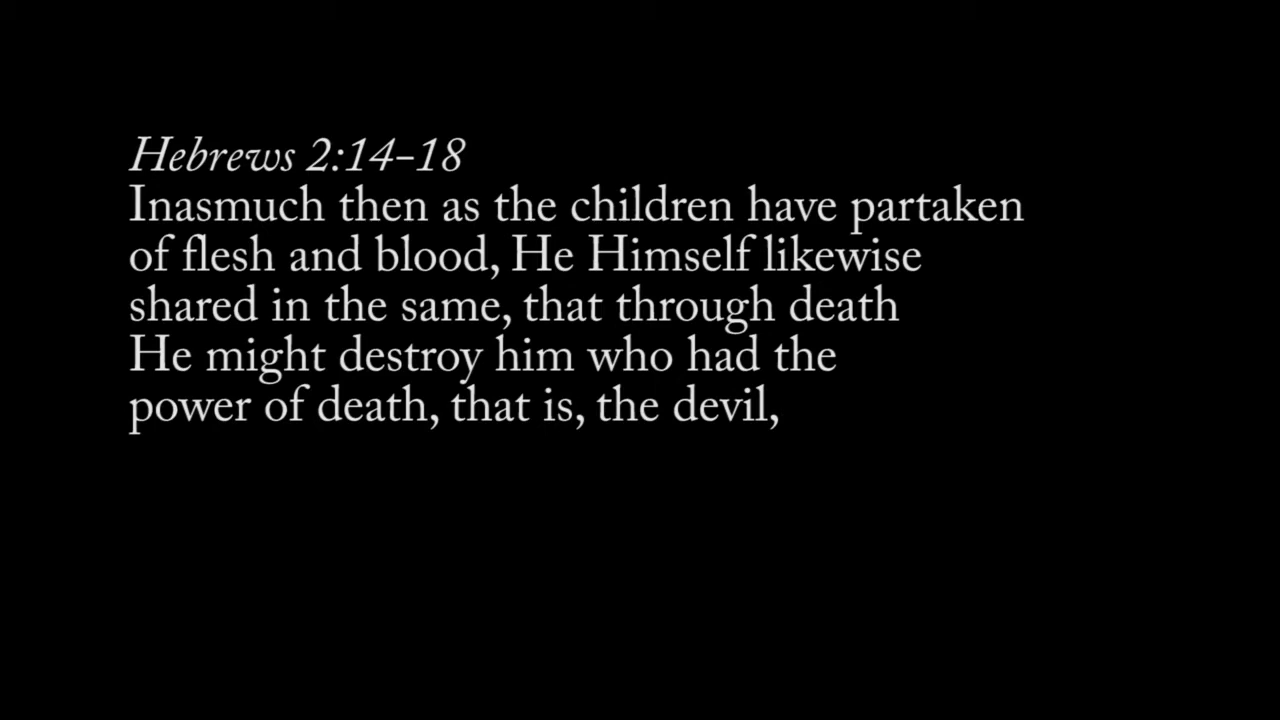 Hebrews 2:14–18
Inasmuch then as the children have partaken
of flesh and blood, He Himself likewise
shared in the same, that through death
He might destroy him who had the
power of death, that is, the devil,